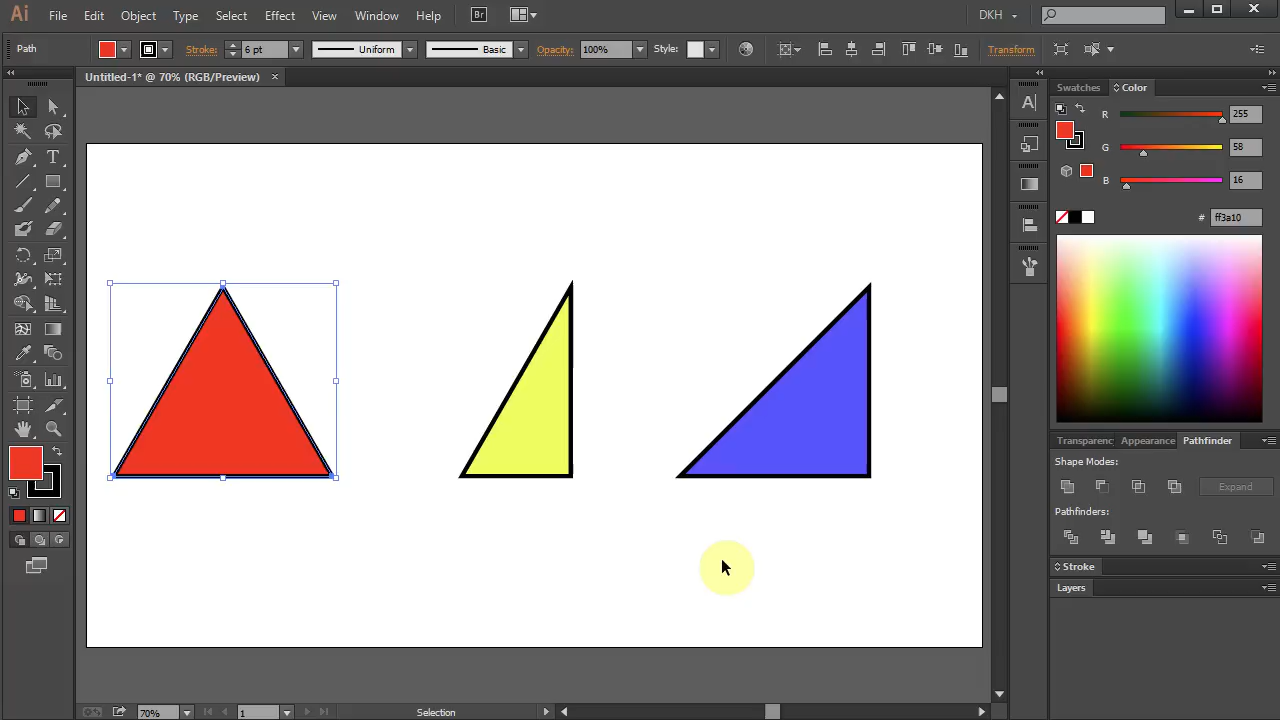 Ai File Edit Object Type Select Effect View Window Help Br DKH
Path Stroke: 6 pt Uniform Basic Opacity: 100% Style: Transform
Untitled-1* @ 70% (RGB/Preview)
Swatches Color
R 255
G 58
B 16
# ff3a10
Transparenc Appearance Pathfinder
Shape Modes:
Expand
Pathfinders:
Stroke
Layers
70% 1 Selection